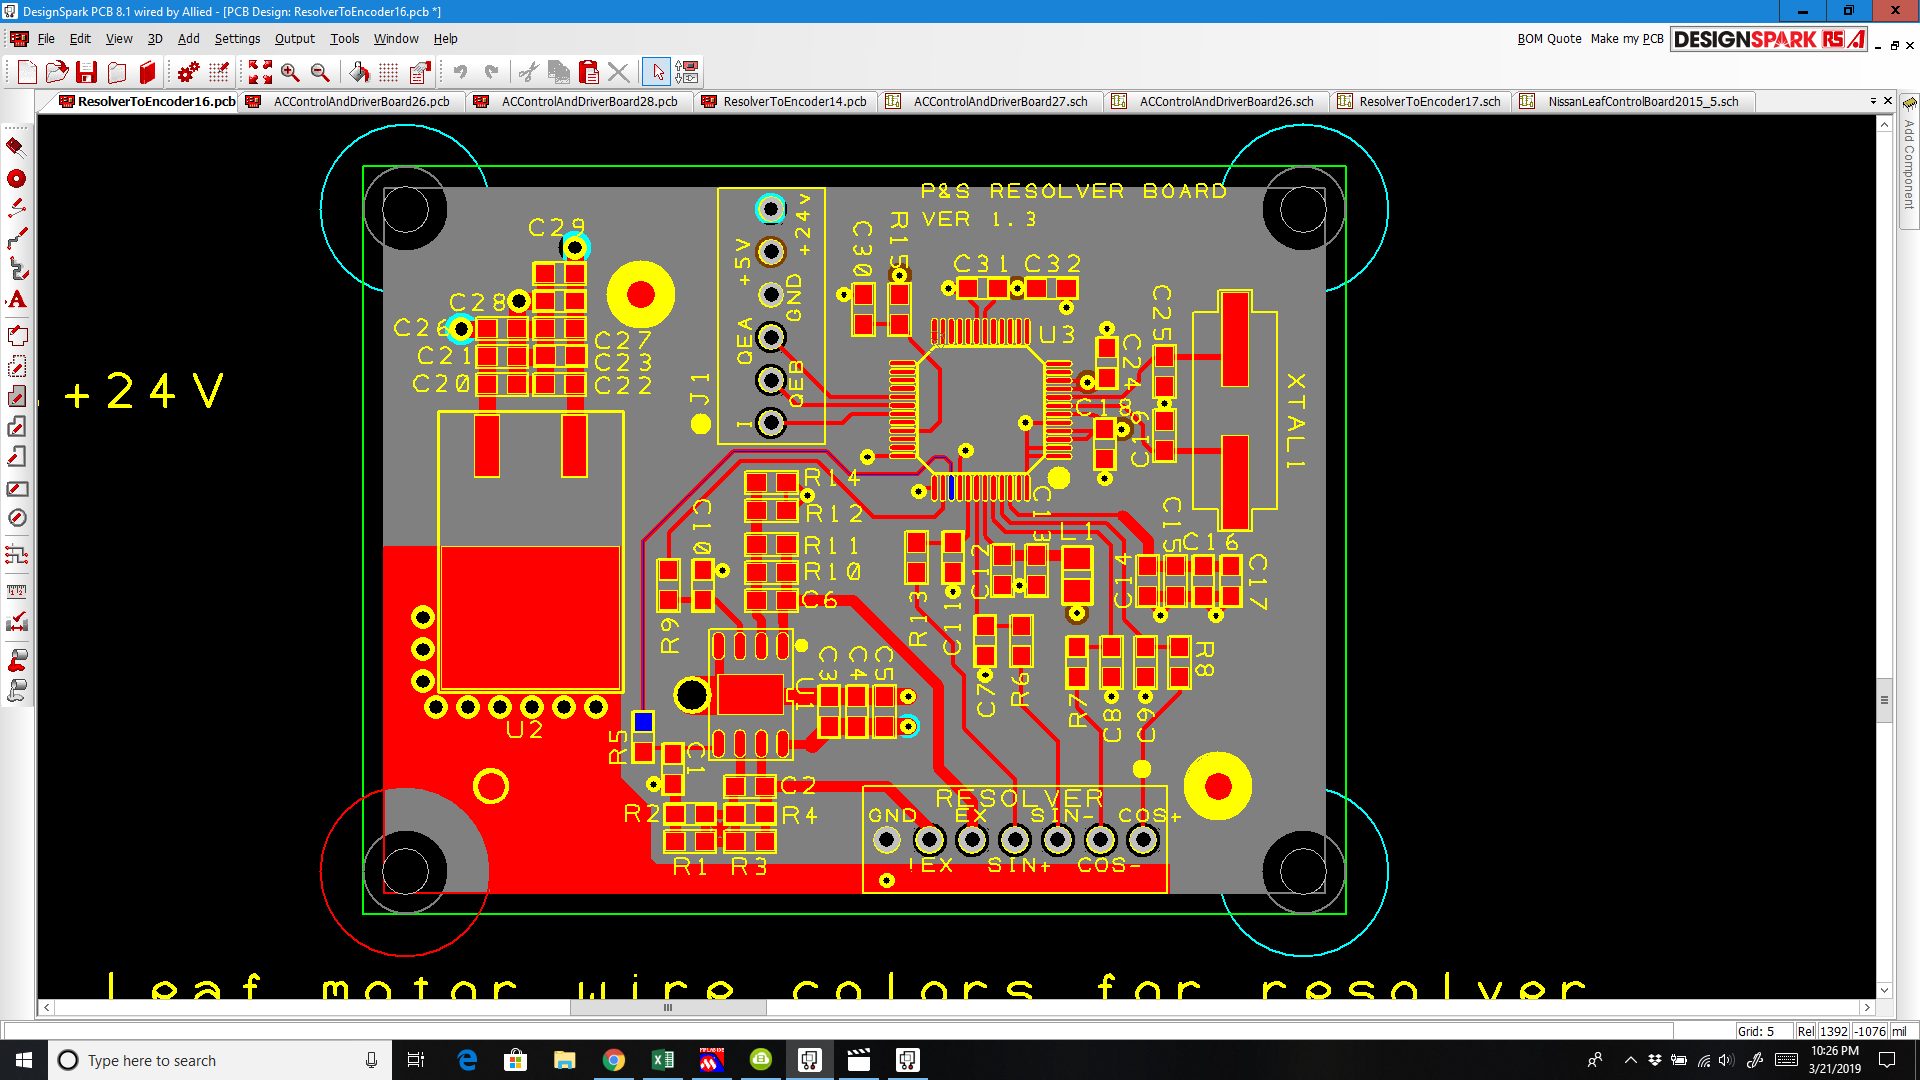 DesignSpark PCB 8.1 wired by Allied - [PCB Design: ResolverToEncoder16.pcb *]
File Edit View 3D Add Settings Output Tools Window Help
BOM Quote Make my PCB DESIGNSPARK RS
ResolverToEncoder16.pcb ACControlAndDriverBoard26.pcb ACControlAndDriverBoard28.pcb ResolverToEncoder14.pcb ACControlAndDriverBoard27.sch ACControlAndDriverBoard26.sch ResolverToEncoder17.sch NissanLeafControlBoard2015_5.sch
Add Component
P&S RESOLVER BOARD
VER 1.3
+24V
+5V
GND
QEA
QEB
I
J1
C29
C28
C26
C27
C21
C23
C20
C22
+24V
C30
R15
C31 C32
U3
C25
C24
C18
C19
XTAL1
R14
R12
R11
R10
C6
C10
R9
C13
L1
C12
C14
C15
C16
C17
R13
C11
C7
R6
R7
C8
C9
R8
C3
C4
C5
U1
U2
R5
C1
C2
R2
R4
R1 R3
RESOLVER
GND EX SIN- COS+
!EX SIN+ COS-
leaf motor wire colors for resolver
Grid: 5 Rel 1392 -1076 mil
Type here to search
10:26 PM
3/21/2019